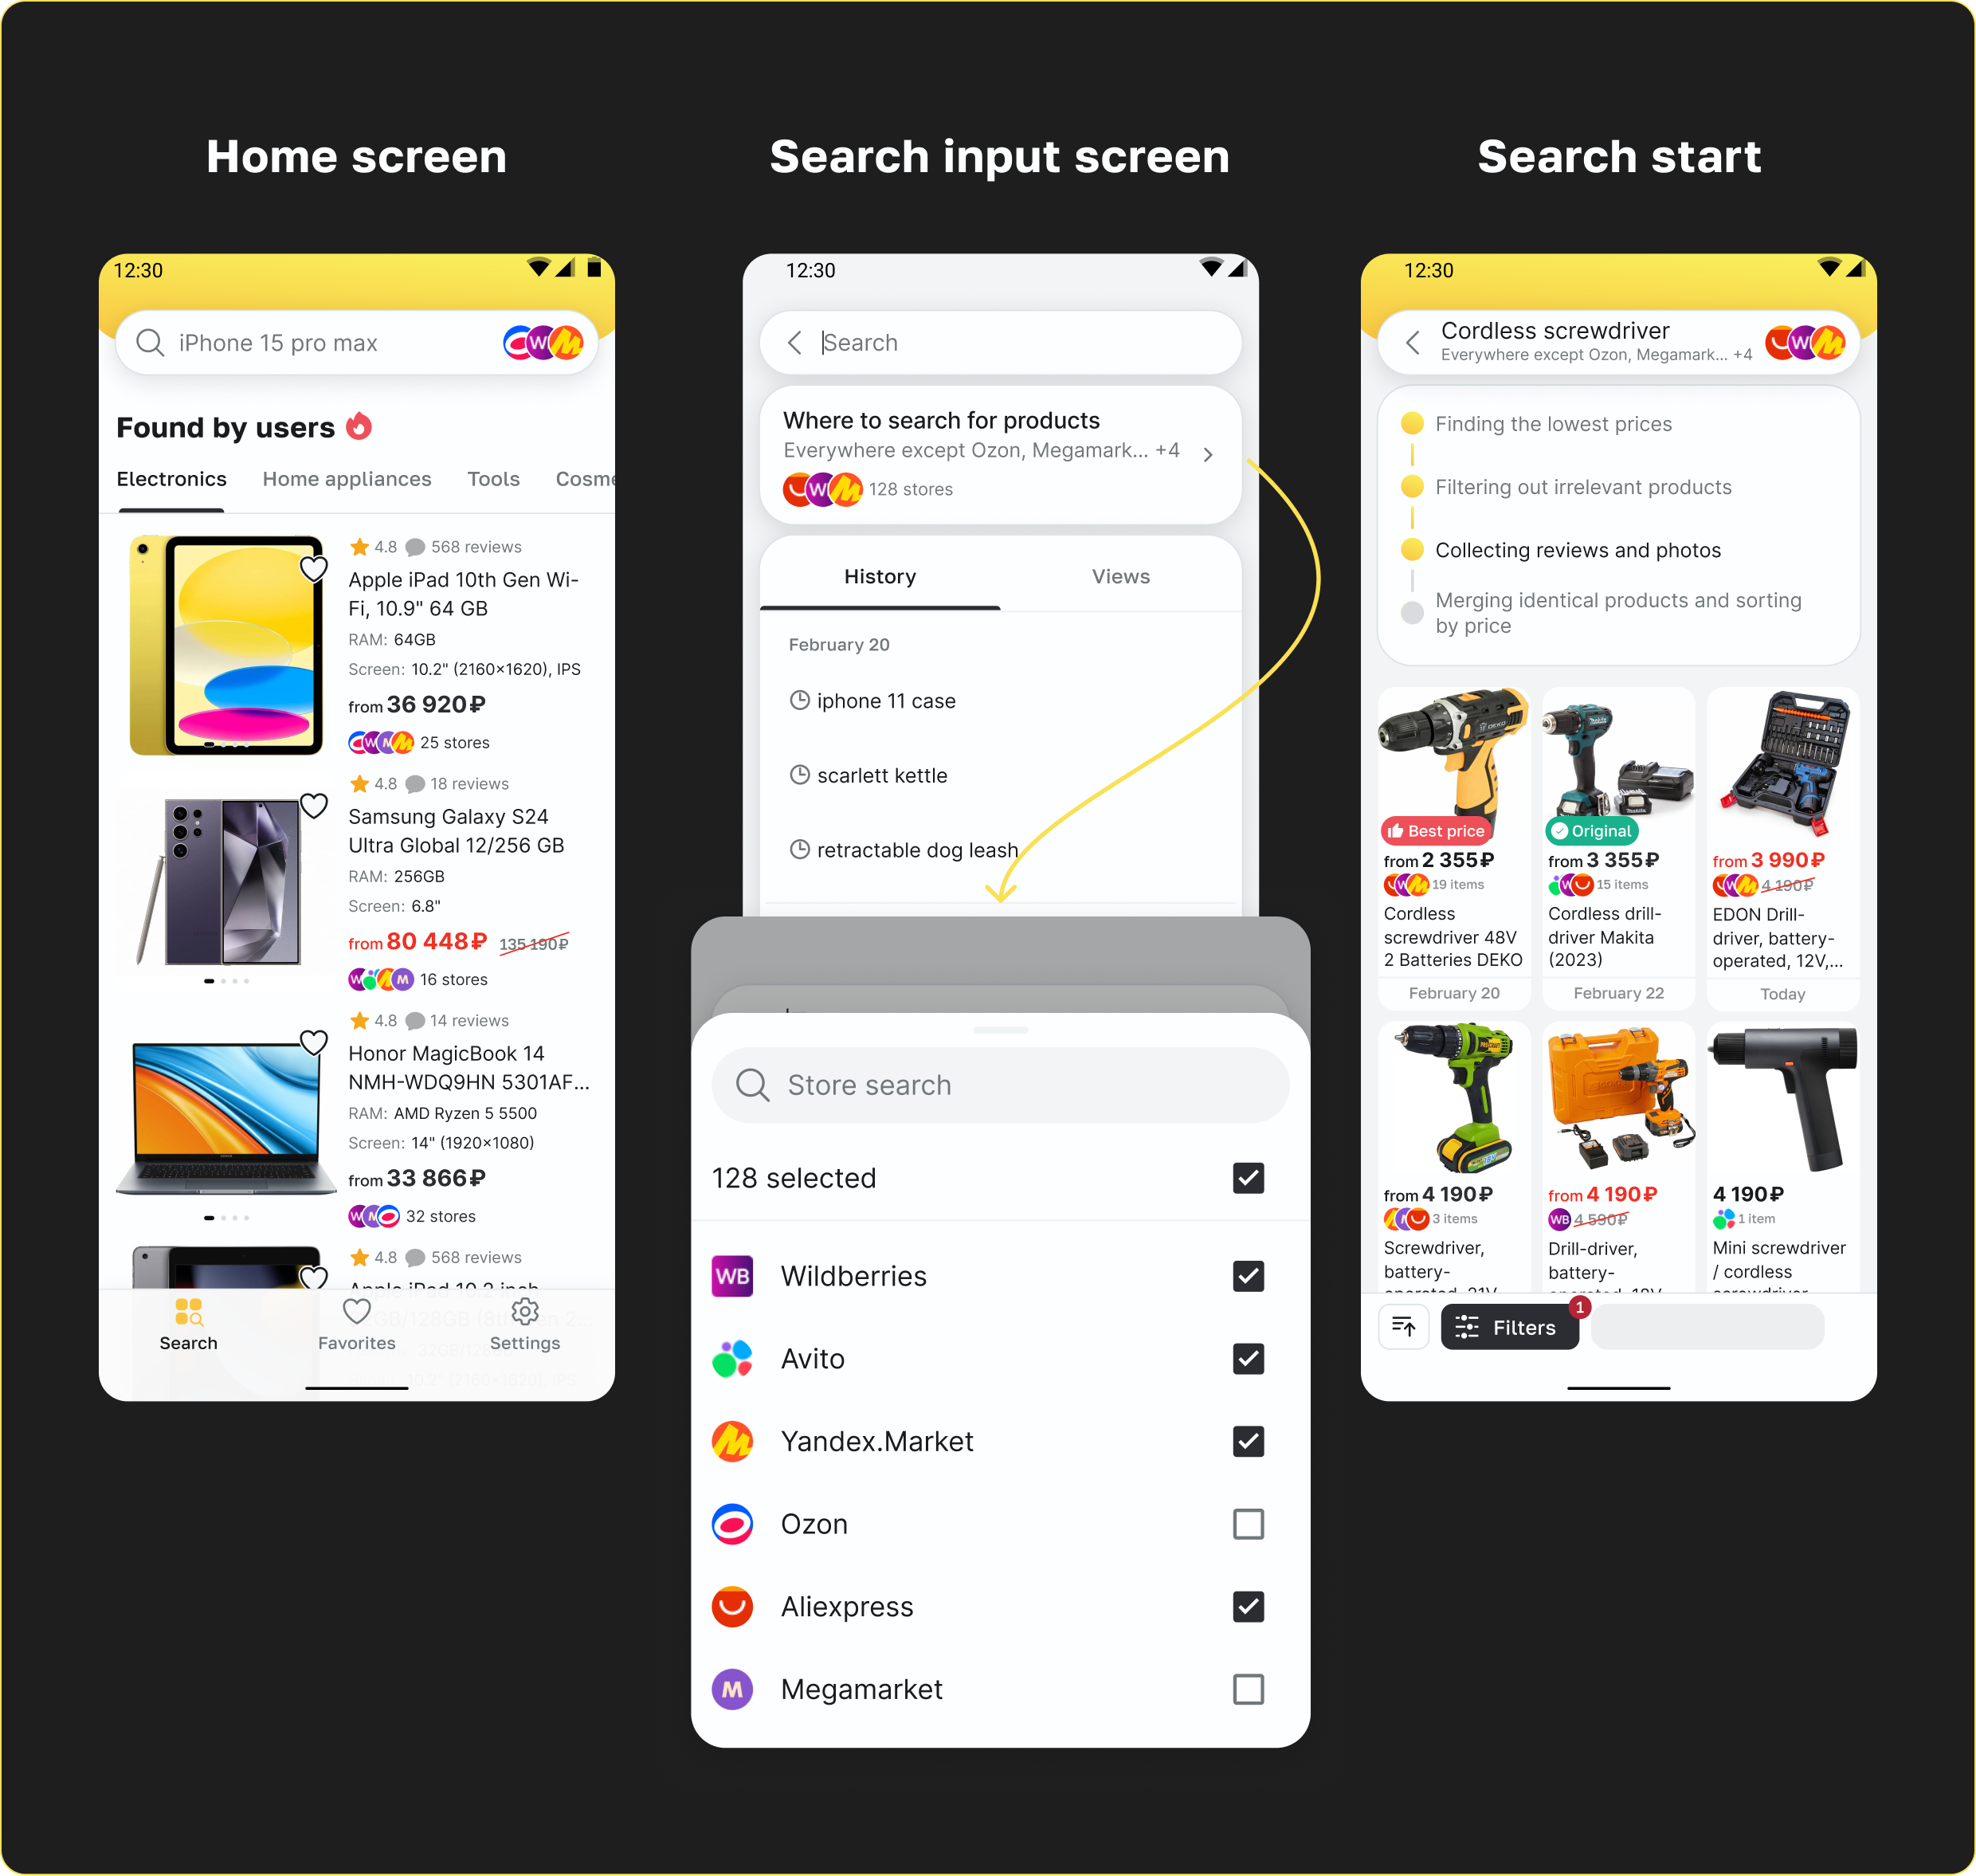 Home screen
Search input screen
Search start
12:30
iPhone 15 pro max
Found by users
Electronics
Home appliances
Tools
Cosme
4.8
568 reviews
Apple iPad 10th Gen Wi-
Fi, 10.9" 64 GB
RAM: 64GB
Screen: 10.2" (2160×1620), IPS
from 36 920₽
25 stores
4.8
18 reviews
Samsung Galaxy S24
Ultra Global 12/256 GB
RAM: 256GB
Screen: 6.8"
from 80 448₽ 135 190₽
16 stores
4.8
14 reviews
Honor MagicBook 14
NMH-WDQ9HN 5301AF...
RAM: AMD Ryzen 5 5500
Screen: 14" (1920×1080)
from 33 866₽
32 stores
4.8
568 reviews
Apple iPad 10.2-inch
Search
Favorites
Settings
12:30
Search
Where to search for products
Everywhere except Ozon, Megamark... +4
128 stores
History
Views
February 20
iphone 11 case
scarlett kettle
retractable dog leash
Store search
128 selected
WB
Wildberries
Avito
Yandex.Market
Ozon
Aliexpress
M
Megamarket
12:30
Cordless screwdriver
Everywhere except Ozon, Megamark... +4
Finding the lowest prices
Filtering out irrelevant products
Collecting reviews and photos
Merging identical products and sorting
by price
Best price
from 2 355₽
19 items
Cordless
screwdriver 48V
2 Batteries DEKO
February 20
Original
from 3 355₽
15 items
Cordless drill-
driver Makita
(2023)
February 22
from 3 990₽
4 190₽
EDON Drill-
driver, battery-
operated, 12V,...
Today
from 4 190₽
3 items
Screwdriver,
battery-
operated, 21V
from 4 190₽
WB 4 590₽
Drill-driver,
battery-
operated, 18V
4 190₽
1 item
Mini screwdriver
/ cordless
screwdriver
Filters
1